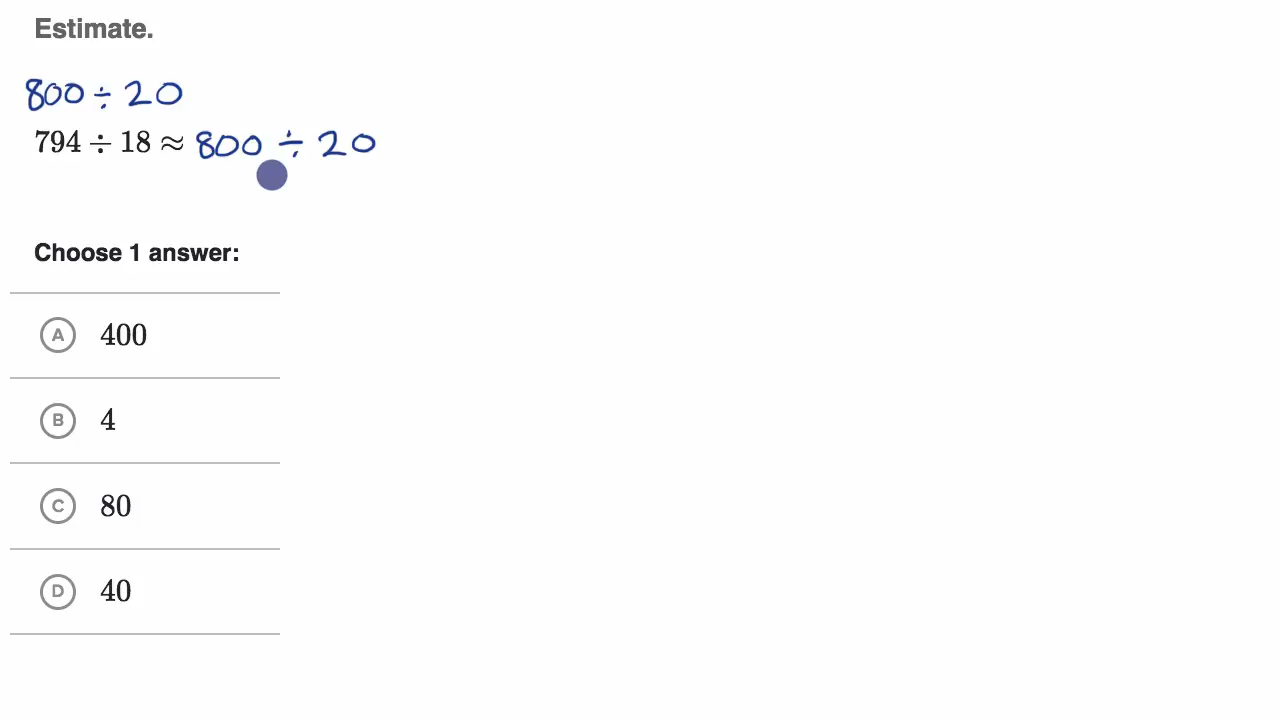 Estimate.
800 ÷ 20
794 ÷ 18 ≈ 800 ÷ 20
Choose 1 answer:
A 400
B 4
C 80
D 40